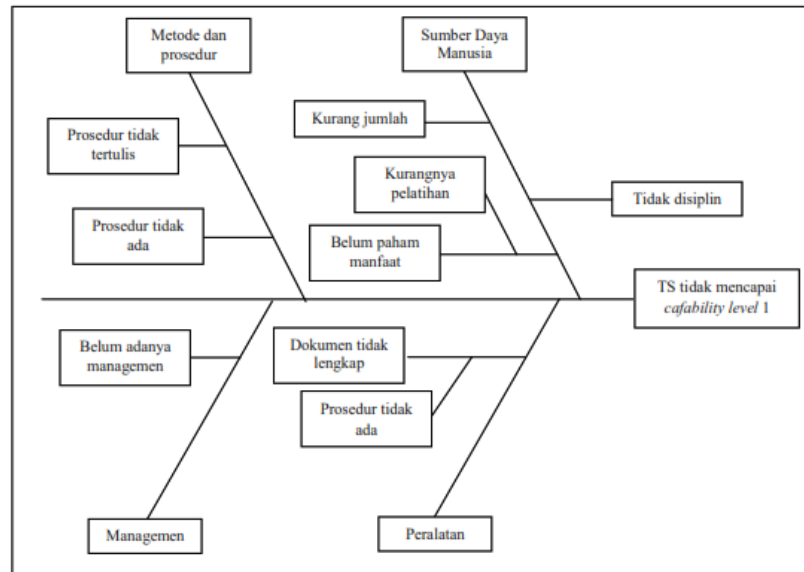 Metode dan
prosedur
Sumber Daya
Manusia
Kurang jumlah
Prosedur tidak
tertulis
Kurangnya
pelatihan
Tidak disiplin
Prosedur tidak
ada
Belum paham
manfaat
TS tidak mencapai
cafability level 1
Belum adanya
managemen
Dokumen tidak
lengkap
Prosedur tidak
ada
Managemen
Peralatan